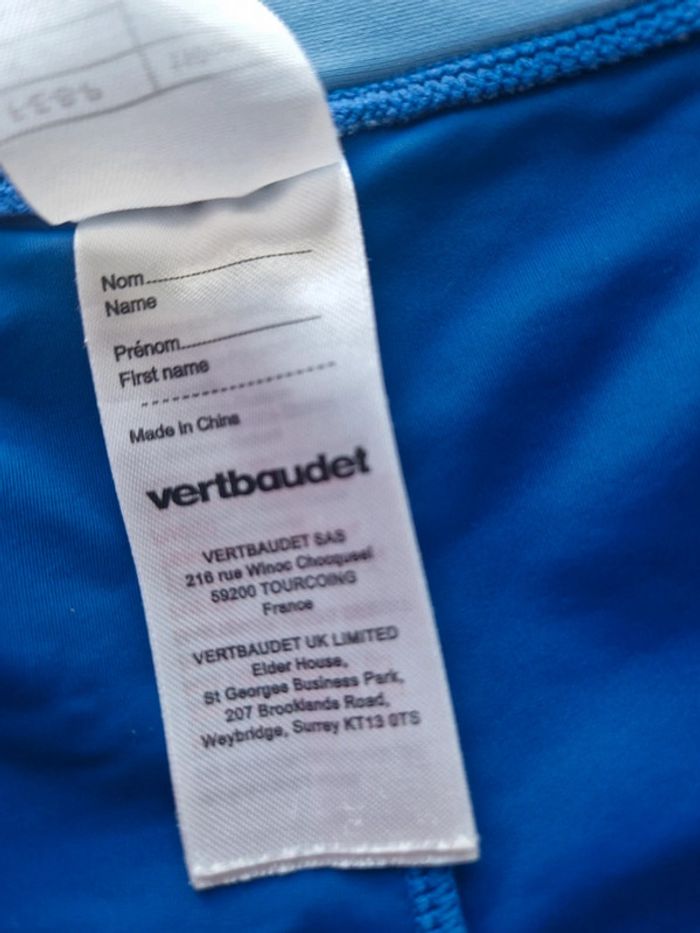 Nom
Name
Prénom
First name
Made in China
vertbaudet
VERTBAUDET SAS
216 rue Winoc Chocqueel
59200 TOURCOING
France
VERTBAUDET UK LIMITED
Elder House,
St Georges Business Park,
207 Brooklands Road,
Weybridge, Surrey KT13 0TS